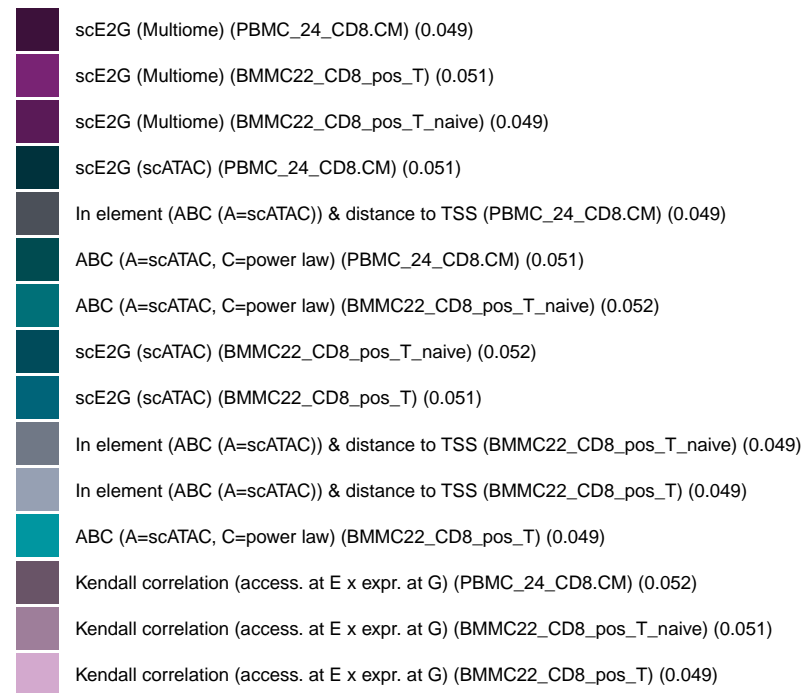 scE2G (Multiome) (PBMC_24_CD8.CM) (0.049)
scE2G (Multiome) (BMMC22_CD8_pos_T) (0.051)
scE2G (Multiome) (BMMC22_CD8_pos_T_naive) (0.049)
scE2G (scATAC) (PBMC_24_CD8.CM) (0.051)
In element (ABC (A=scATAC)) & distance to TSS (PBMC_24_CD8.CM) (0.049)
ABC (A=scATAC, C=power law) (PBMC_24_CD8.CM) (0.051)
ABC (A=scATAC, C=power law) (BMMC22_CD8_pos_T_naive) (0.052)
scE2G (scATAC) (BMMC22_CD8_pos_T_naive) (0.052)
scE2G (scATAC) (BMMC22_CD8_pos_T) (0.051)
In element (ABC (A=scATAC)) & distance to TSS (BMMC22_CD8_pos_T_naive) (0.049)
In element (ABC (A=scATAC)) & distance to TSS (BMMC22_CD8_pos_T) (0.049)
ABC (A=scATAC, C=power law) (BMMC22_CD8_pos_T) (0.049)
Kendall correlation (access. at E x expr. at G) (PBMC_24_CD8.CM) (0.052)
Kendall correlation (access. at E x expr. at G) (BMMC22_CD8_pos_T_naive) (0.051)
Kendall correlation (access. at E x expr. at G) (BMMC22_CD8_pos_T) (0.049)